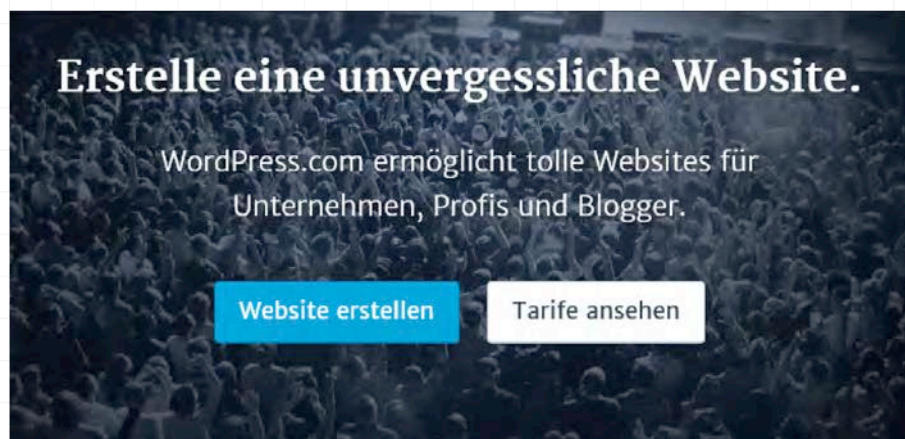 Erstelle eine unvergessliche Website.
WordPress.com ermöglicht tolle Websites für
Unternehmen, Profis und Blogger.
Website erstellen
Tarife ansehen